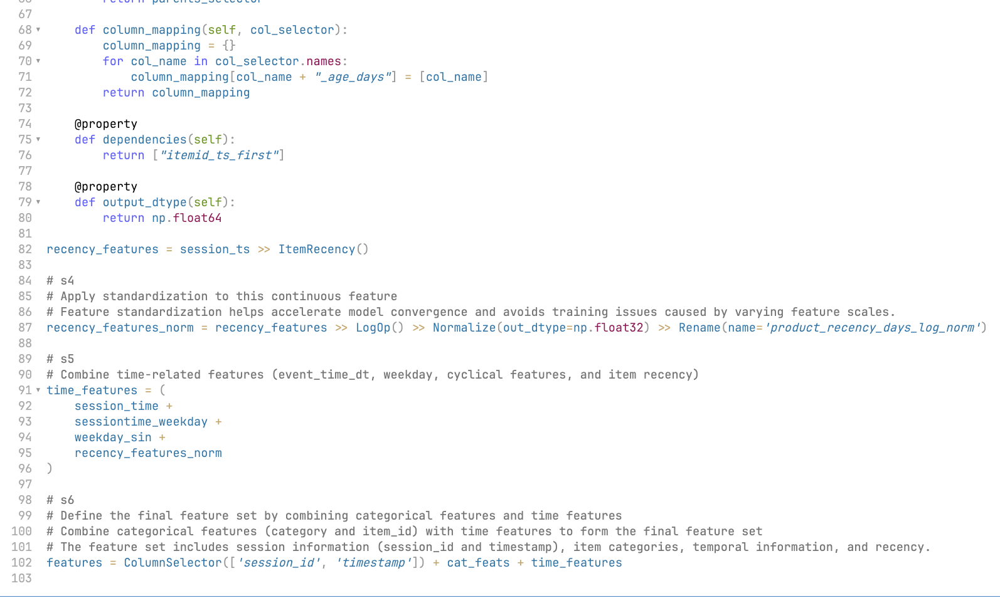 67
68 def column_mapping(self, col_selector):
69 column_mapping = {}
70 for col_name in col_selector.names:
71 column_mapping[col_name + "_age_days"] = [col_name]
72 return column_mapping
73
74 @property
75 def dependencies(self):
76 return ["itemid_ts_first"]
77
78 @property
79 def output_dtype(self):
80 return np.float64
81
82 recency_features = session_ts >> ItemRecency()
83
84 # s4
85 # Apply standardization to this continuous feature
86 # Feature standardization helps accelerate model convergence and avoids training issues caused by varying feature scales.
87 recency_features_norm = recency_features >> LogOp() >> Normalize(out_dtype=np.float32) >> Rename(name='product_recency_days_log_norm')
88
89 # s5
90 # Combine time-related features (event_time_dt, weekday, cyclical features, and item recency)
91 time_features = (
92 session_time +
93 sessiontime_weekday +
94 weekday_sin +
95 recency_features_norm
96 )
97
98 # s6
99 # Define the final feature set by combining categorical features and time features
100 # Combine categorical features (category and item_id) with time features to form the final feature set
101 # The feature set includes session information (session_id and timestamp), item categories, temporal information, and recency.
102 features = ColumnSelector(['session_id', 'timestamp']) + cat_feats + time_features
103